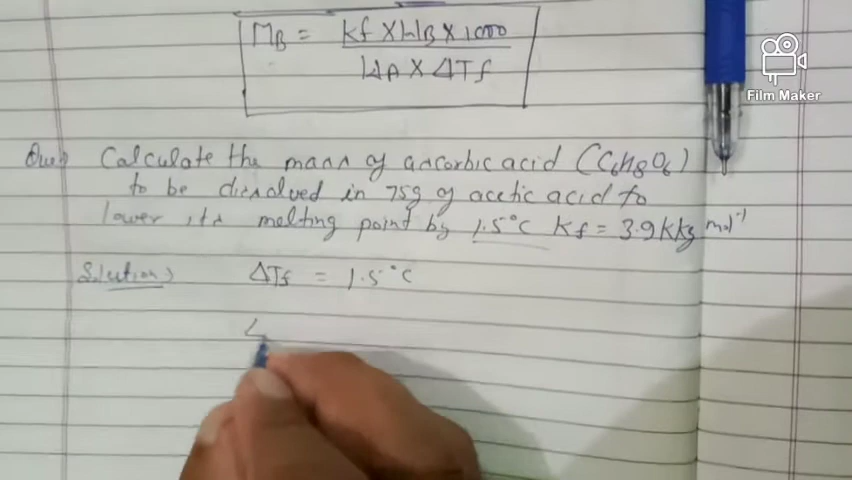 MB = Kf X WB X 1000
WA X ΔTf
Film Maker
Que) Calculate the mass of ascorbic acid (C6H8O6)
to be dissolved in 75g of acetic acid to
lower its melting point by 1.5°C Kf = 3.9KKg mol-1
Solution) ΔTf = 1.5°C